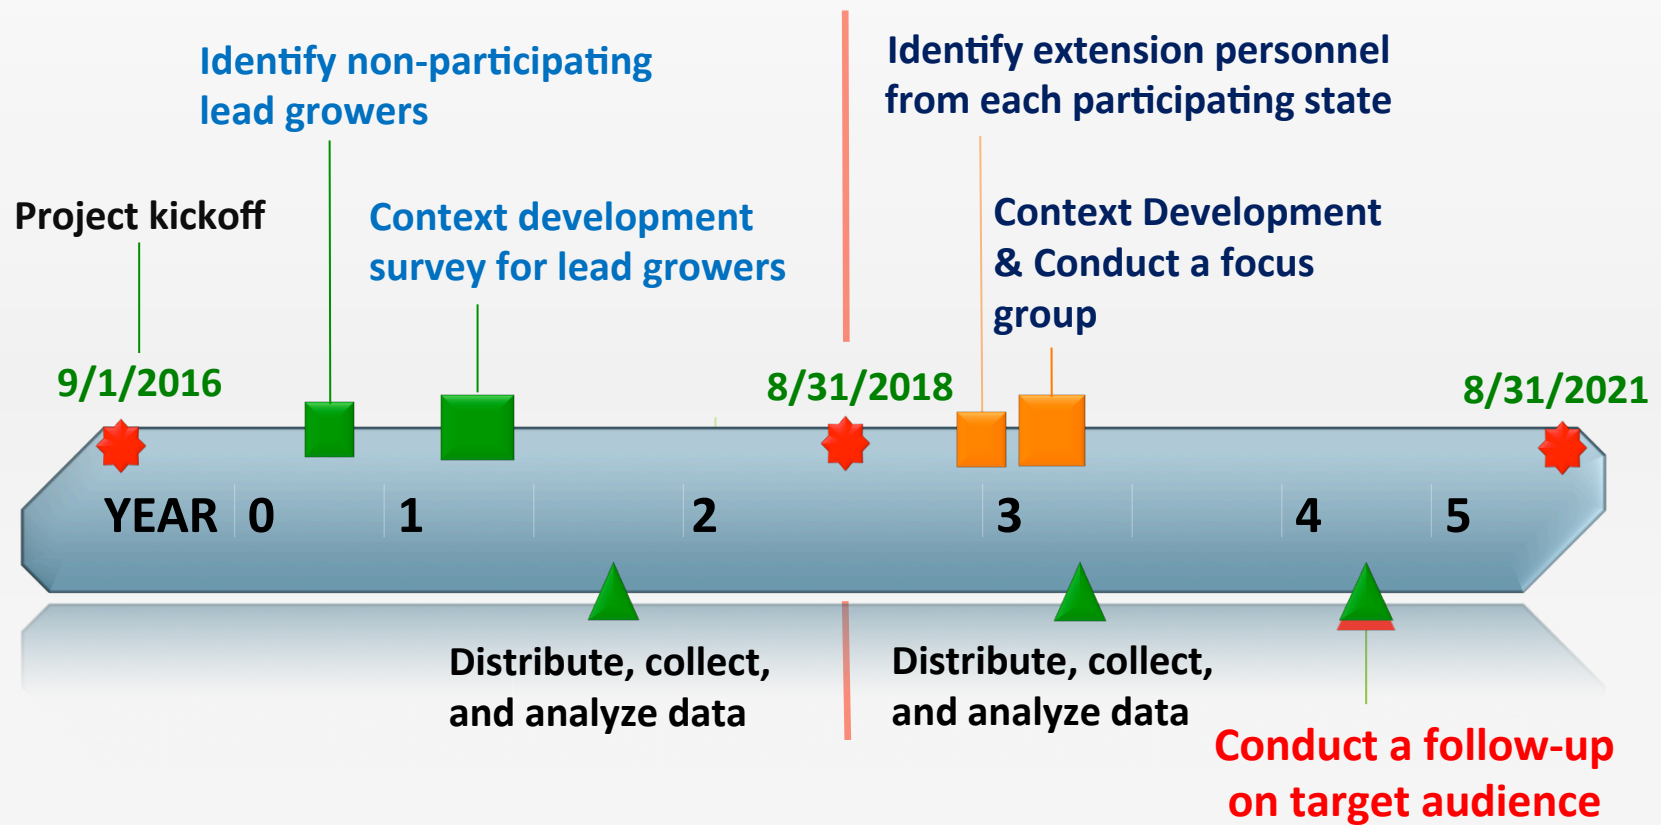 Identify non-participating
lead growers
Identify extension personnel
from each participating state
Project kickoff
Context development
survey for lead growers
Context Development
& Conduct a focus
group
9/1/2016
8/31/2018
8/31/2021
YEAR 0 1 2 3 4 5
Distribute, collect,
and analyze data
Distribute, collect,
and analyze data
Conduct a follow-up
on target audience